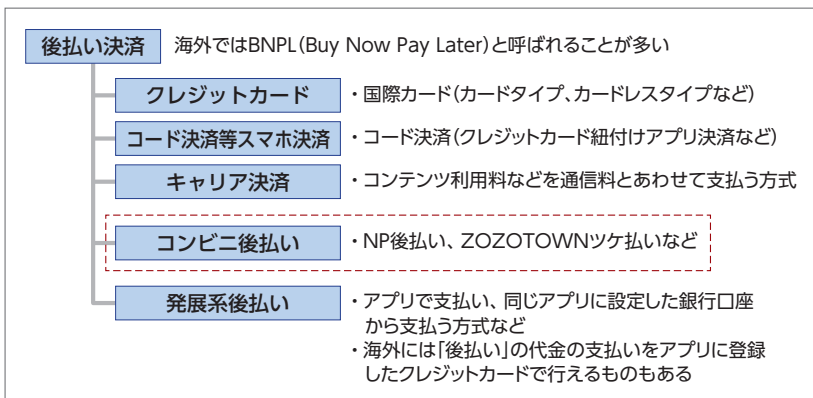 後払い決済 海外ではBNPL（Buy Now Pay Later）と呼ばれることが多い
クレジットカード ・国際カード（カードタイプ、カードレスタイプなど）
コード決済等スマホ決済 ・コード決済（クレジットカード紐付けアプリ決済など）
キャリア決済 ・コンテンツ利用料などを通信料とあわせて支払う方式
コンビニ後払い ・NP後払い、ZOZOTOWNツケ払いなど
発展系後払い ・アプリで支払い、同じアプリに設定した銀行口座
から支払う方式など
・海外には「後払い」の代金の支払いをアプリに登録
したクレジットカードで行えるものもある